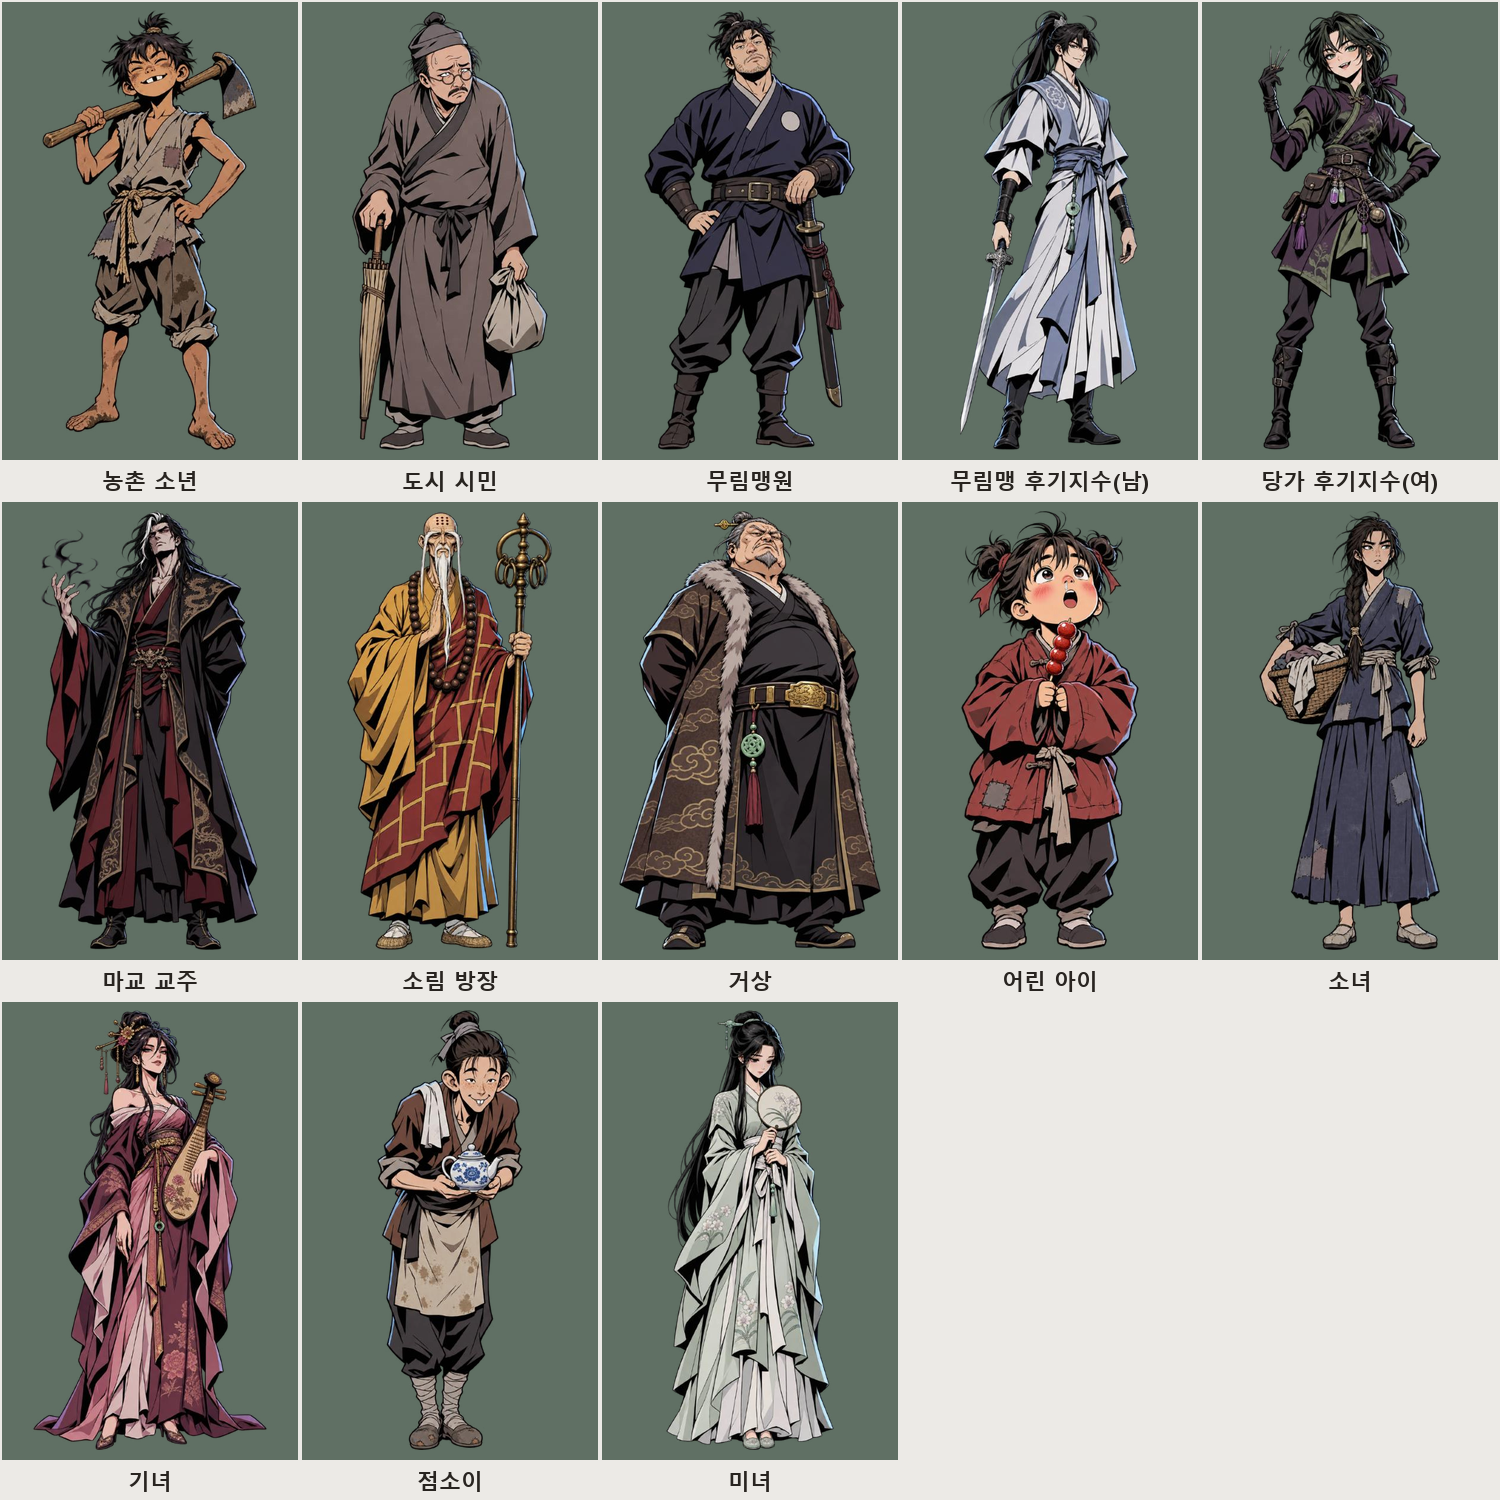 농촌 소년
도시 시민
무림맹원
무림맹 후기지수(남)
당가 후기지수(여)
마교 교주
소림 방장
거상
어린 아이
소녀
기녀
점소이
미녀